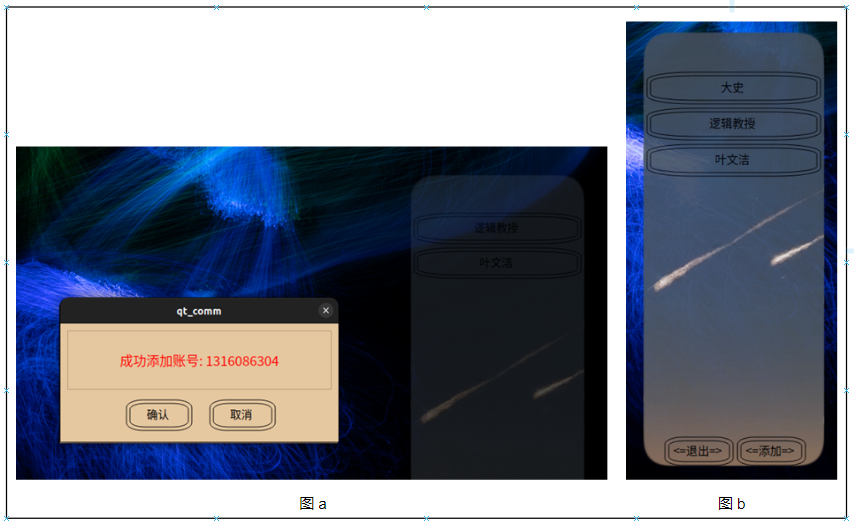 逻辑教授
叶文洁
qt_comm
成功添加账号: 1316086304
确认
取消
图 a
大史
逻辑教授
叶文洁
<=退出=>
<=添加=>
图 b